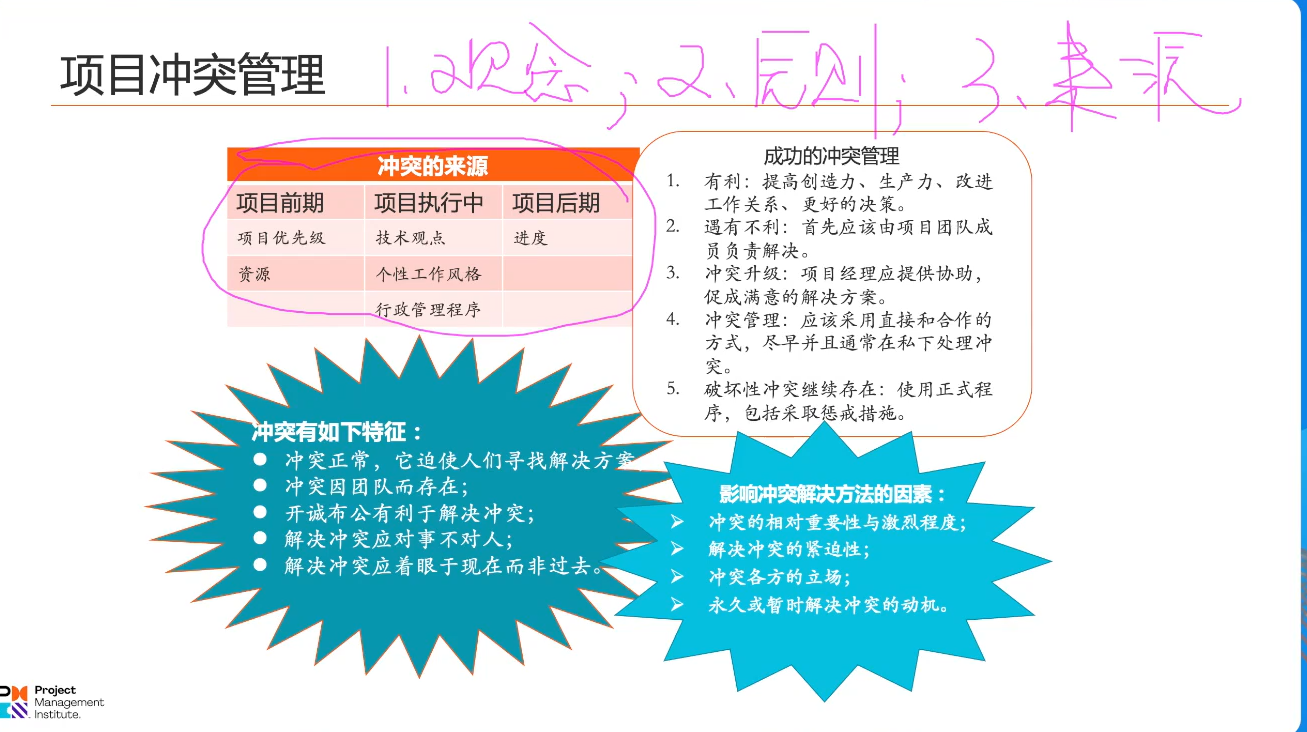 项目冲突管理
1.观念；2、原则；3、来源
冲突的来源
项目前期 项目执行中 项目后期
项目优先级 技术观点 进度
资源 个性工作风格
行政管理程序
成功的冲突管理
1. 有利：提高创造力、生产力、改进
工作关系、更好的决策。
2. 遇有不利：首先应该由项目团队成
员负责解决。
3. 冲突升级：项目经理应提供协助，
促成满意的解决方案。
4. 冲突管理：应该采用直接和合作的
方式，尽早并且通常在私下处理冲
突。
5. 破坏性冲突继续存在：使用正式程
序，包括采取惩戒措施。
冲突有如下特征：
● 冲突正常，它迫使人们寻找解决方案；
● 冲突因团队而存在；
● 开诚布公有利于解决冲突；
● 解决冲突应对事不对人；
● 解决冲突应着眼于现在而非过去。
影响冲突解决方法的因素：
➢ 冲突的相对重要性与激烈程度；
➢ 解决冲突的紧迫性；
➢ 冲突各方的立场；
➢ 永久或暂时解决冲突的动机。
Project
Management
Institute.